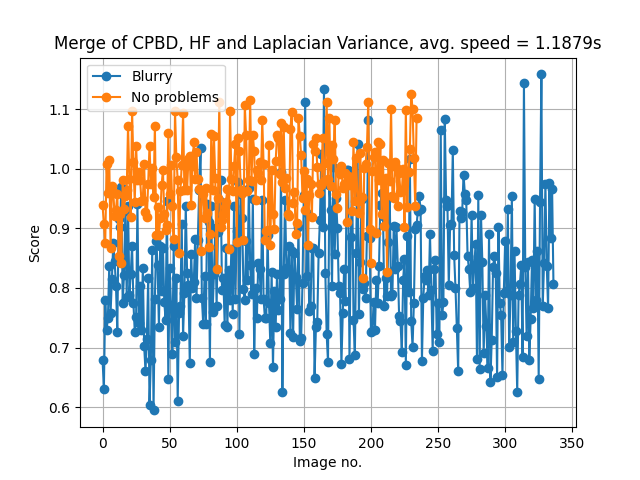 Merge of CPBD, HF and Laplacian Variance, avg. speed = 1.1879s
Blurry
No problems
Score
1.1
1.0
0.9
0.8
0.7
0.6
0 50 100 150 200 250 300 350
Image no.